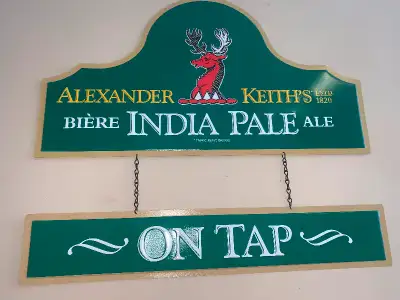 ALEXANDER KEITH'S ESTD 1820
BIÈRE INDIA PALE ALE
ON TAP